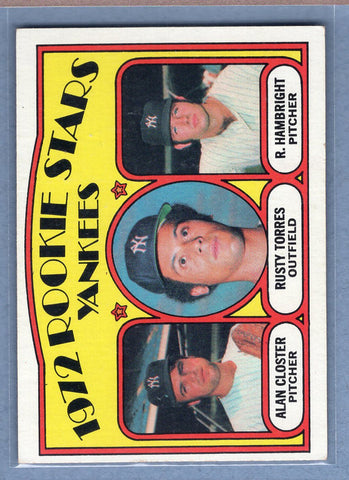 1972 ROOKIE STARS
YANKEES
ALAN CLOSTER
PITCHER
RUSTY TORRES
OUTFIELD
R. HAMBRIGHT
PITCHER